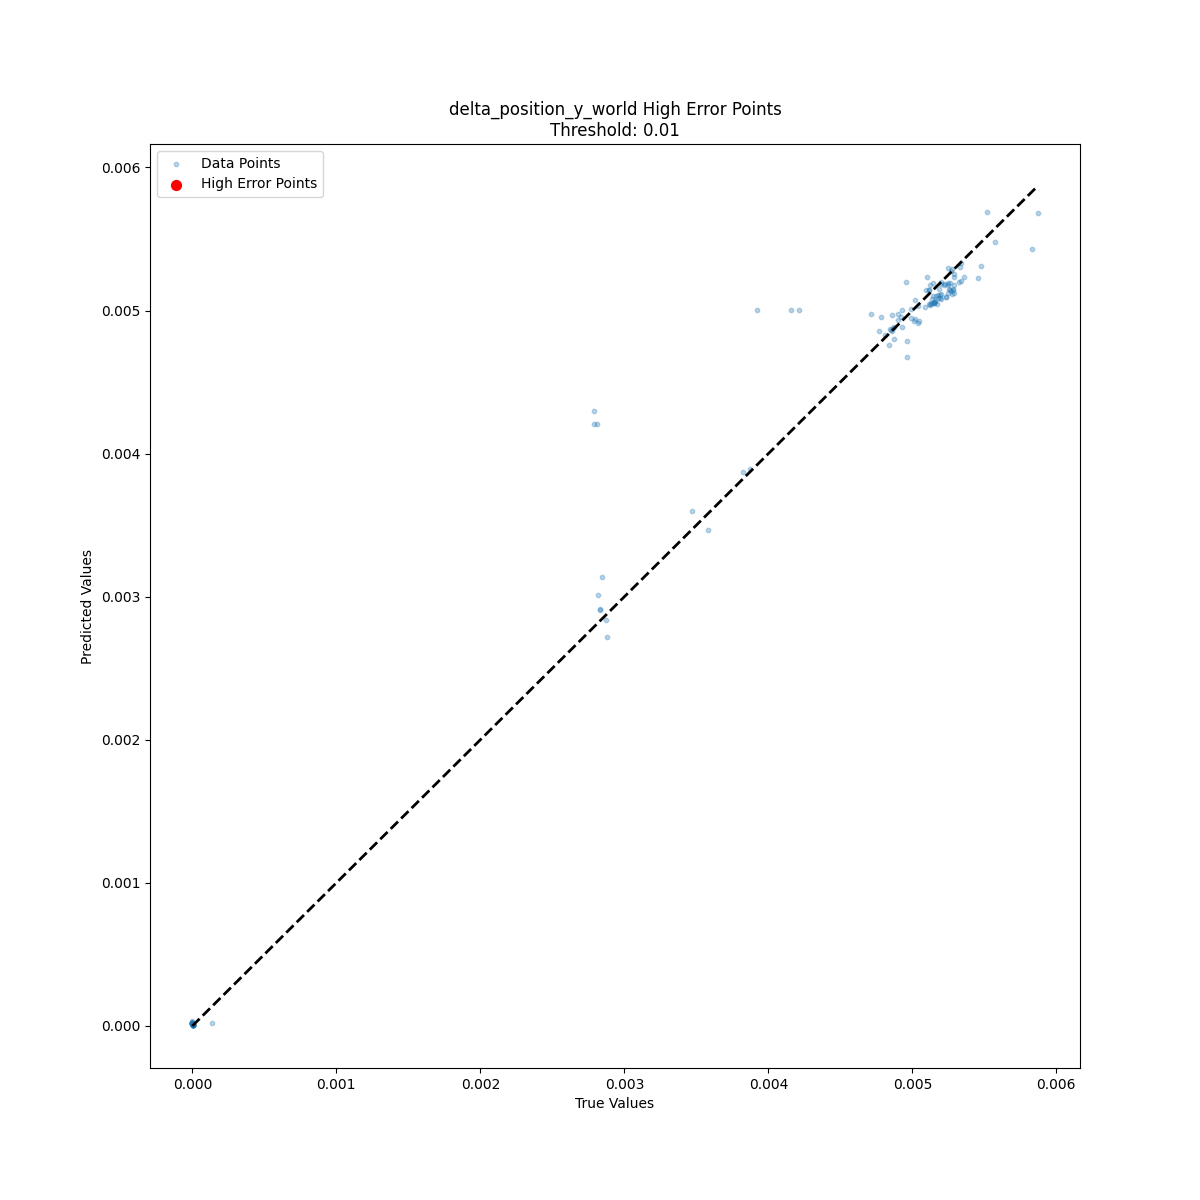 delta_position_y_world High Error Points
Threshold: 0.01
Data Points
High Error Points
0.006
0.005
0.004
0.003
0.002
0.001
0.000
Predicted Values
0.000 0.001 0.002 0.003 0.004 0.005 0.006
True Values